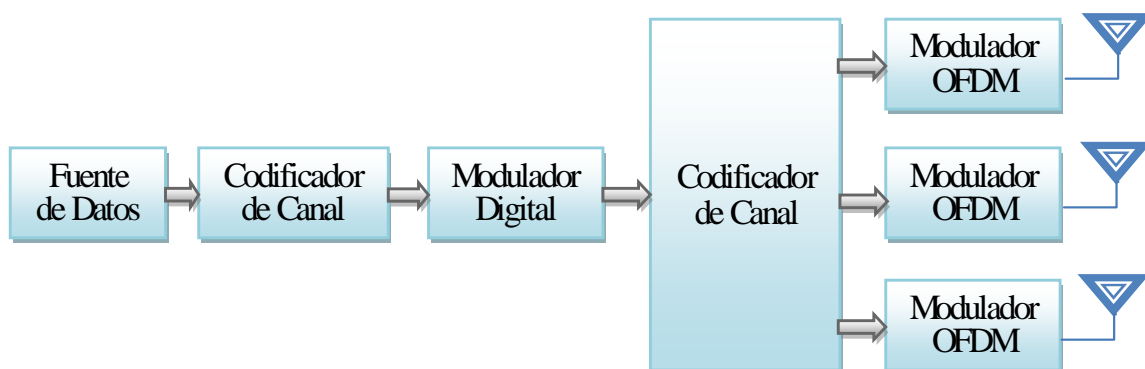 Fuente
de Datos
Codificador
de Canal
Modulador
Digital
Codificador
de Canal
Modulador
OFDM
Modulador
OFDM
Modulador
OFDM